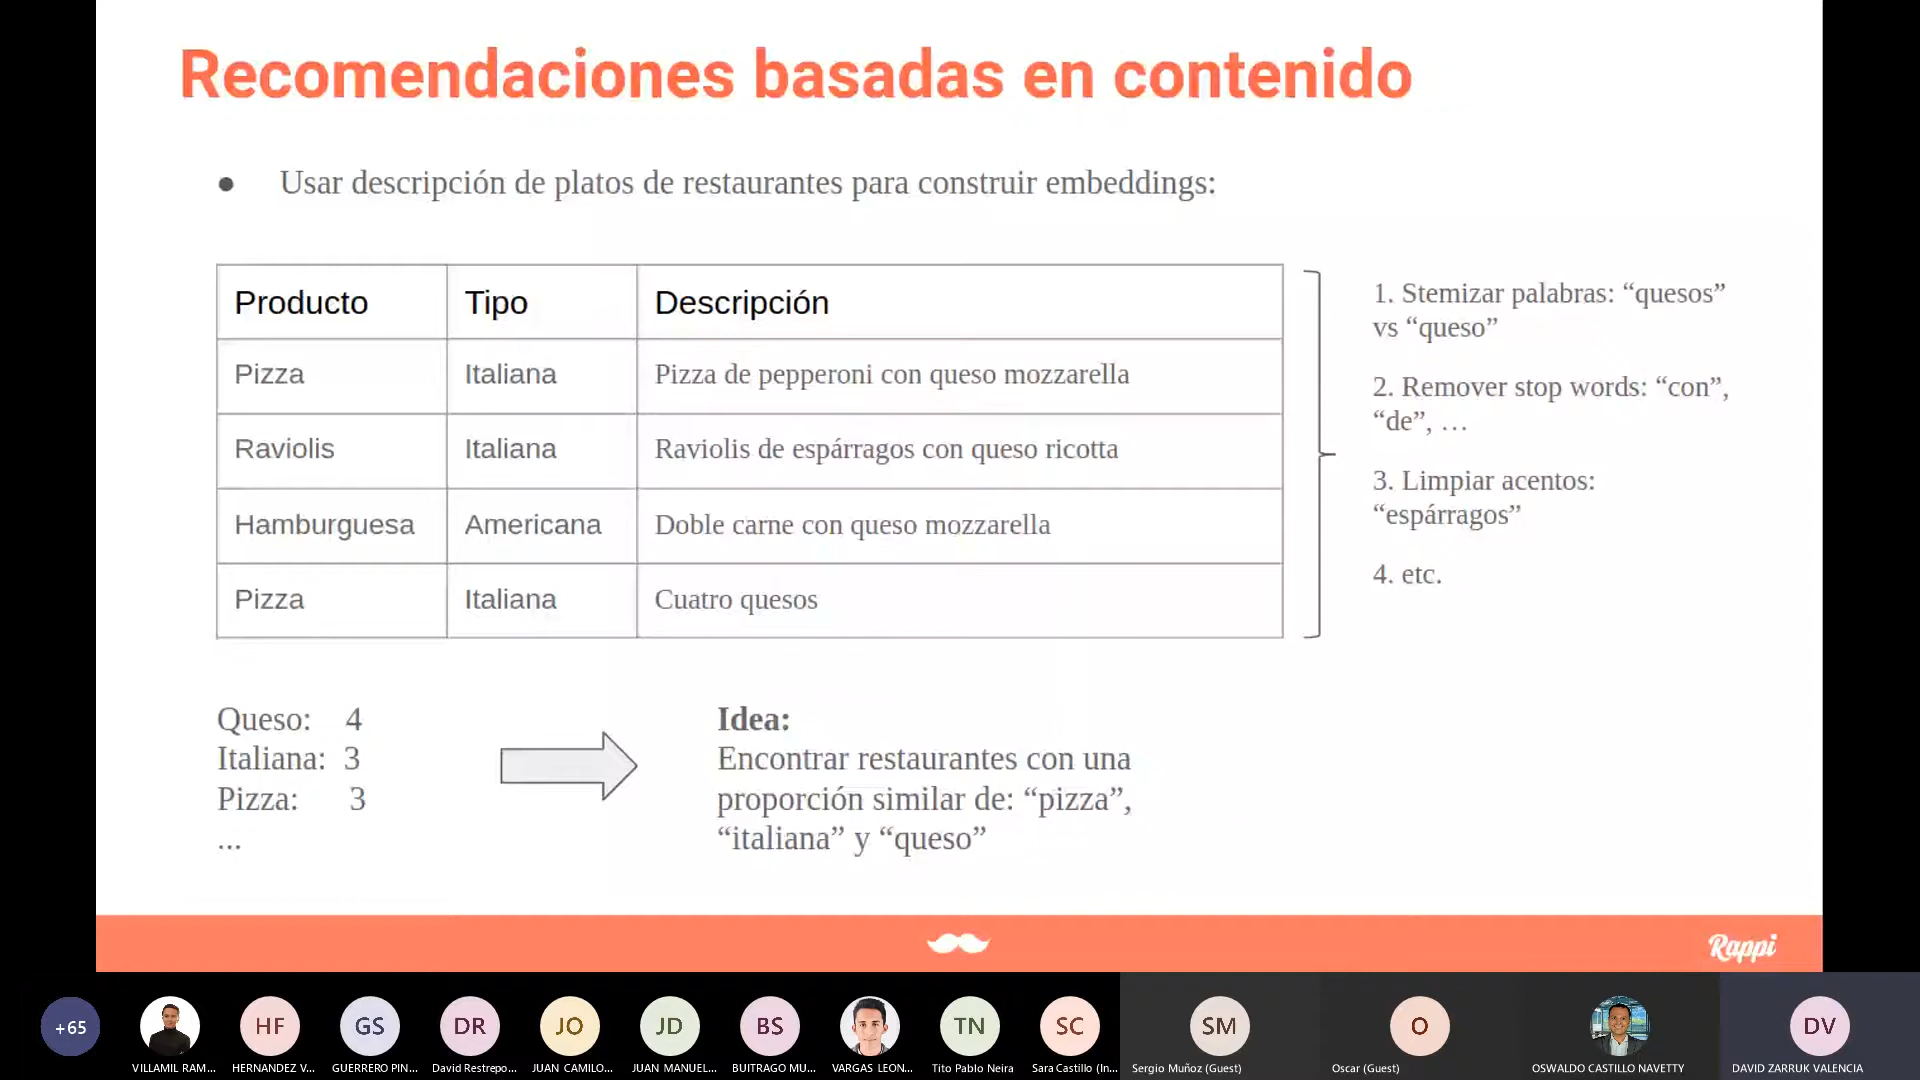 Recomendaciones basadas en contenido
● Usar descripción de platos de restaurantes para construir embeddings:
Producto Tipo Descripción
Pizza Italiana Pizza de pepperoni con queso mozzarella
Raviolis Italiana Raviolis de espárragos con queso ricotta
Hamburguesa Americana Doble carne con queso mozzarella
Pizza Italiana Cuatro quesos
1. Stemizar palabras: “quesos”
vs “queso”
2. Remover stop words: “con”,
“de”, …
3. Limpiar acentos:
“espárragos”
4. etc.
Queso: 4
Italiana: 3
Pizza: 3
...
Idea:
Encontrar restaurantes con una
proporción similar de: “pizza”,
“italiana” y “queso”
Rappi
+65 HF GS DR JO JD BS TN SC SM O DV
VILLAMIL RAM... HERNANDEZ V... GUERRERO PIN... David Restrepo... JUAN CAMILO... JUAN MANUEL... BUITRAGO MU... VARGAS LEON... Tito Pablo Neira Sara Castillo (In... Sergio Muñoz (Guest) Oscar (Guest) OSWALDO CASTILLO NAVETTY DAVID ZARRUK VALENCIA